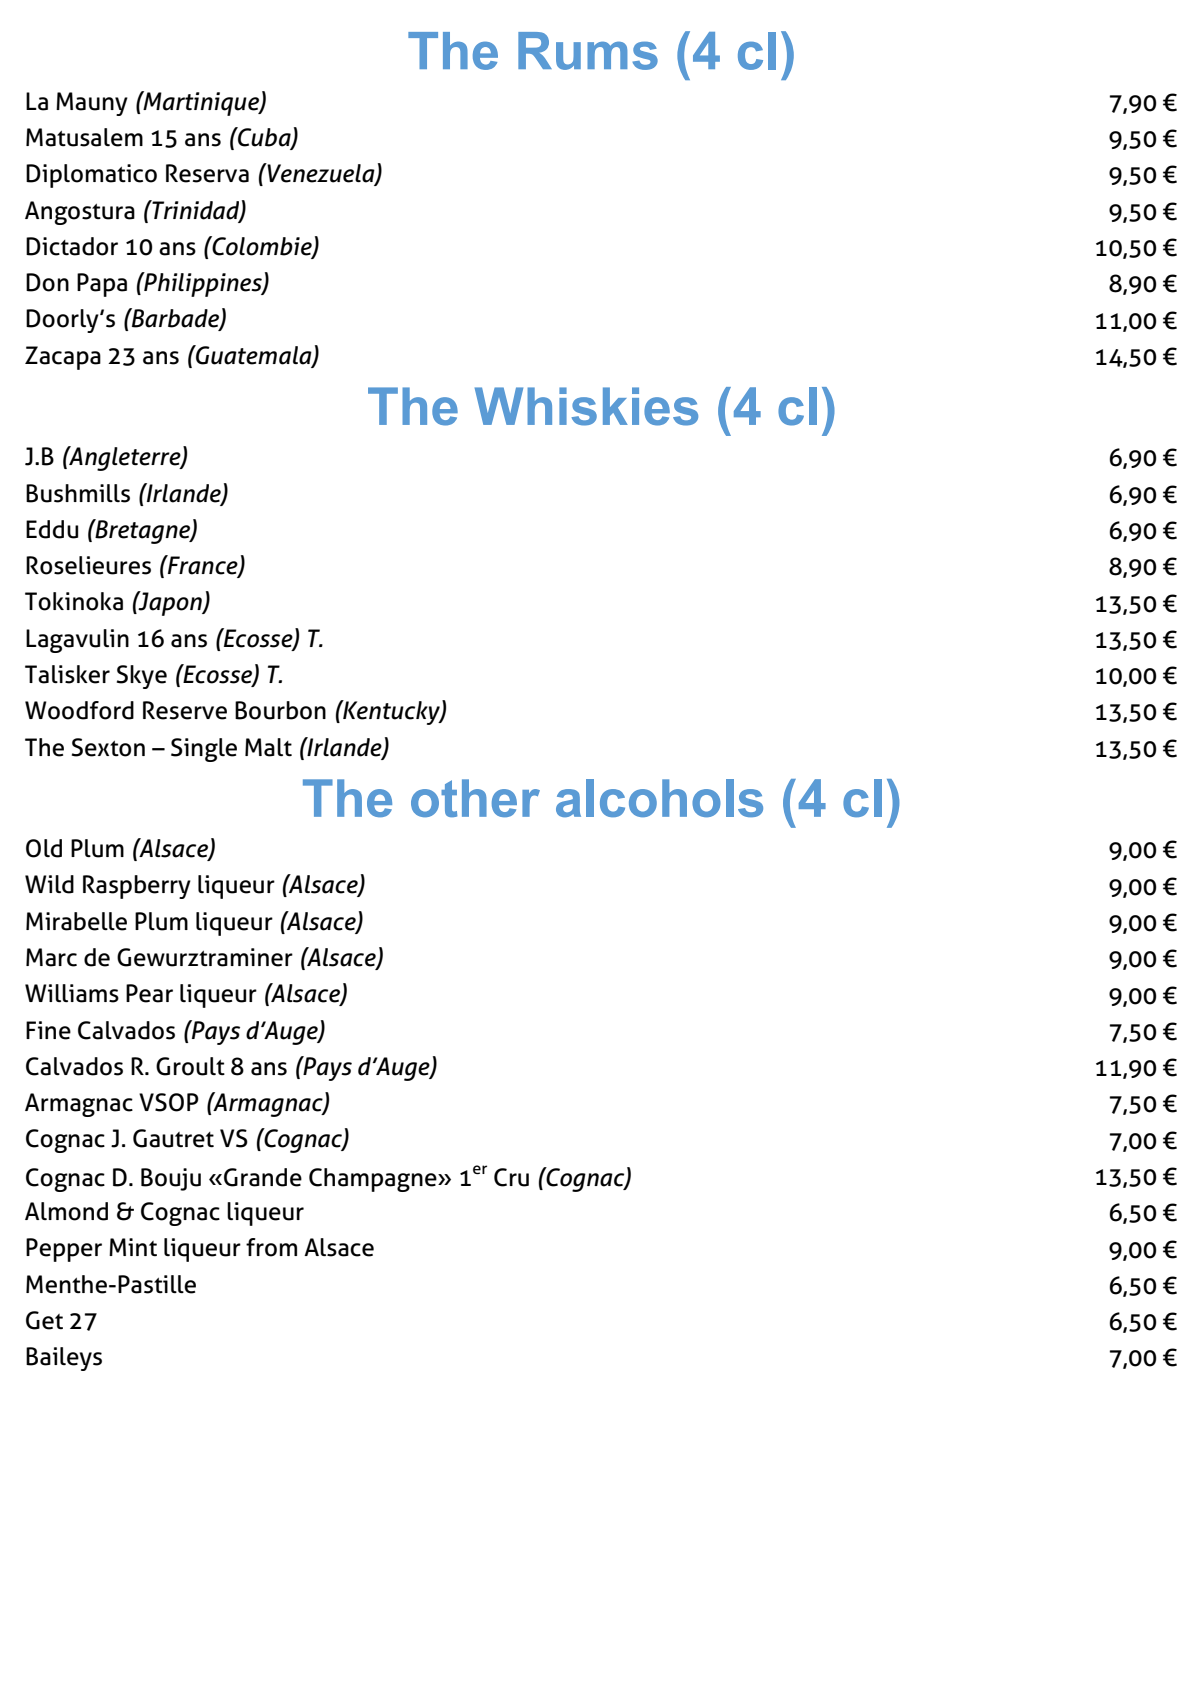 The Rums (4 cl)
La Mauny (Martinique) 7,90 €
Matusalem 15 ans (Cuba) 9,50 €
Diplomatico Reserva (Venezuela) 9,50 €
Angostura (Trinidad) 9,50 €
Dictador 10 ans (Colombie) 10,50 €
Don Papa (Philippines) 8,90 €
Doorly’s (Barbade) 11,00 €
Zacapa 23 ans (Guatemala) 14,50 €
The Whiskies (4 cl)
J.B (Angleterre) 6,90 €
Bushmills (Irlande) 6,90 €
Eddu (Bretagne) 6,90 €
Roselieures (France) 8,90 €
Tokinoka (Japon) 13,50 €
Lagavulin 16 ans (Ecosse) T. 13,50 €
Talisker Skye (Ecosse) T. 10,00 €
Woodford Reserve Bourbon (Kentucky) 13,50 €
The Sexton – Single Malt (Irlande) 13,50 €
The other alcohols (4 cl)
Old Plum (Alsace) 9,00 €
Wild Raspberry liqueur (Alsace) 9,00 €
Mirabelle Plum liqueur (Alsace) 9,00 €
Marc de Gewurztraminer (Alsace) 9,00 €
Williams Pear liqueur (Alsace) 9,00 €
Fine Calvados (Pays d’Auge) 7,50 €
Calvados R. Groult 8 ans (Pays d’Auge) 11,90 €
Armagnac VSOP (Armagnac) 7,50 €
Cognac J. Gautret VS (Cognac) 7,00 €
Cognac D. Bouju «Grande Champagne» 1er Cru (Cognac) 13,50 €
Almond & Cognac liqueur 6,50 €
Pepper Mint liqueur from Alsace 9,00 €
Menthe-Pastille 6,50 €
Get 27 6,50 €
Baileys 7,00 €